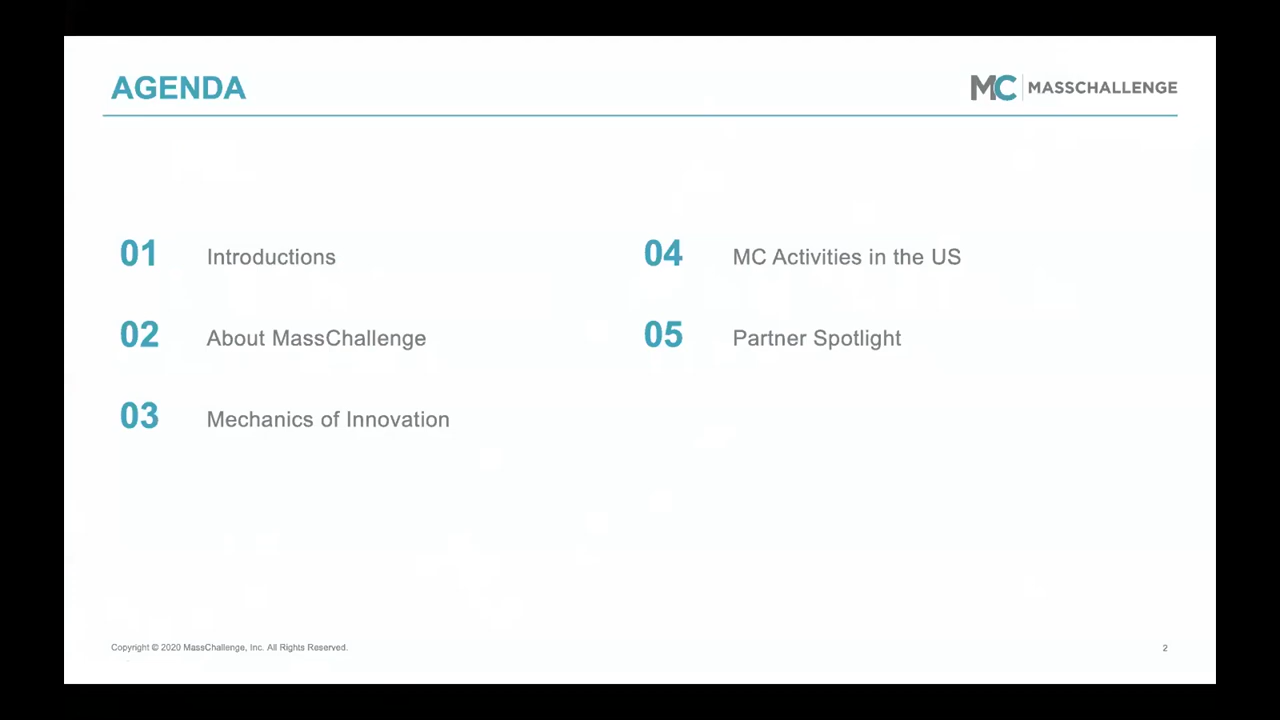 AGENDA
MC MASSCHALLENGE
01 Introductions
02 About MassChallenge
03 Mechanics of Innovation
04 MC Activities in the US
05 Partner Spotlight
Copyright © 2020 MassChallenge, Inc. All Rights Reserved.
2